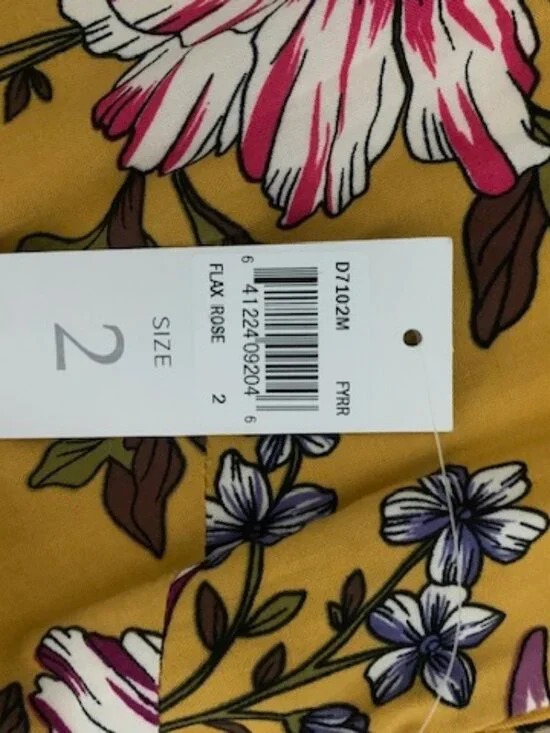 D7102M FYRR
6 41224 09204 6
FLAX ROSE 2
SIZE
2